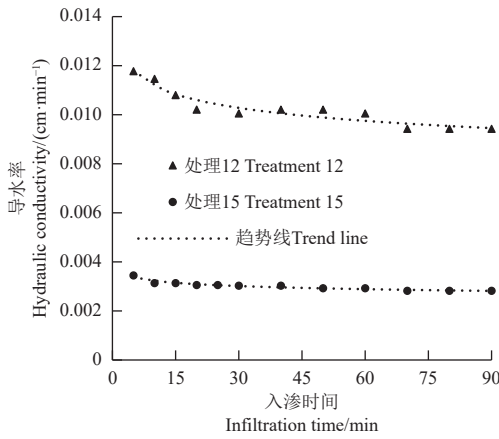 0.014
0.012
0.010
0.008
0.006
0.004
0.002
0
导水率
Hydraulic conductivity/(cm·min⁻¹)
处理12 Treatment 12
处理15 Treatment 15
趋势线Trend line
0 15 30 45 60 75 90
入渗时间
Infiltration time/min